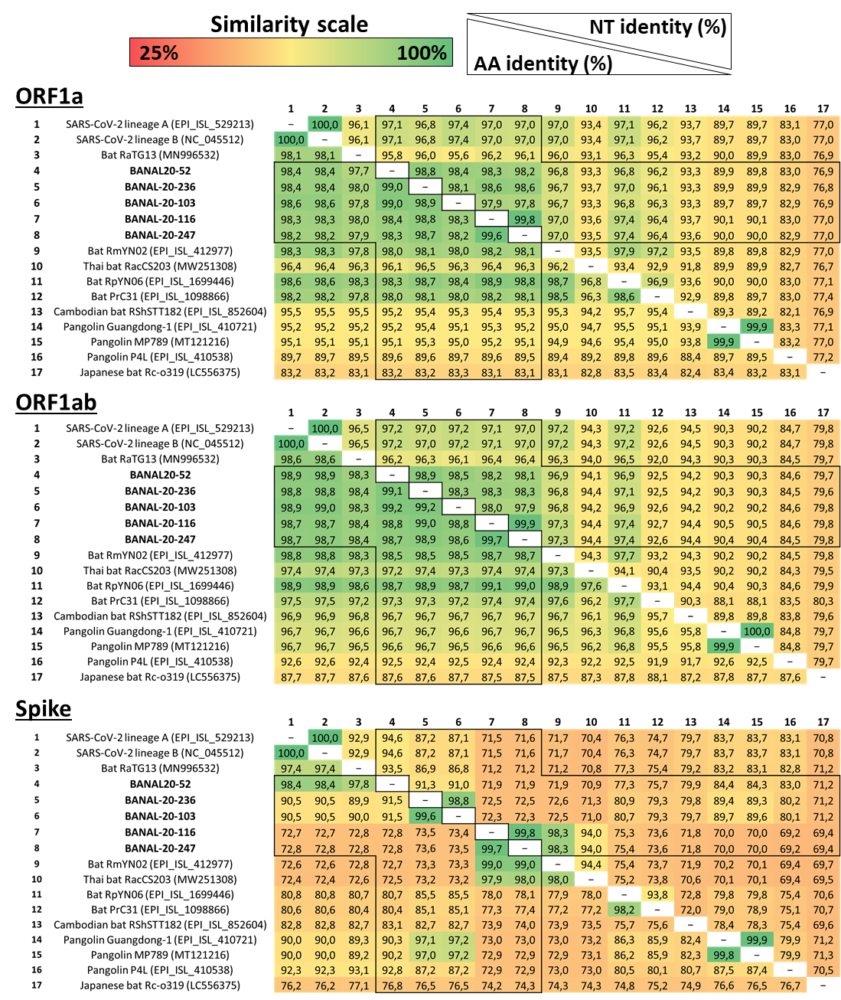 Similarity scale
25% 100%
NT identity (%)
AA identity (%)
ORF1a
1 2 3 4 5 6 7 8 9 10 11 12 13 14 15 16 17
1 SARS-CoV-2 lineage A (EPI_ISL_529213) – 100,0 96,1 97,1 96,8 97,4 97,0 97,0 97,0 93,4 97,1 96,2 93,7 89,7 89,7 83,1 77,0
2 SARS-CoV-2 lineage B (NC_045512) 100,0 – 96,1 97,1 96,8 97,4 97,0 97,0 97,0 93,4 97,1 96,2 93,7 89,7 89,7 83,0 77,0
3 Bat RaTG13 (MN996532) 98,1 98,1 – 95,8 96,0 95,6 96,2 96,1 96,0 93,1 96,3 95,4 93,2 90,0 89,9 83,0 76,9
4 BANAL20-52 98,4 98,4 97,7 – 98,8 98,4 98,3 98,2 96,8 93,3 96,8 96,2 93,3 89,9 89,8 83,0 76,9
5 BANAL-20-236 98,4 98,4 98,0 99,0 – 98,1 98,6 98,6 96,8 93,7 97,0 96,1 93,3 89,9 89,9 82,9 76,8
6 BANAL-20-103 98,6 98,6 97,8 99,0 98,9 – 97,9 97,8 96,7 93,3 96,8 96,3 93,3 89,7 89,7 82,9 76,9
7 BANAL-20-116 98,3 98,3 98,0 98,4 98,8 98,3 – 99,8 97,0 93,6 97,4 96,4 93,7 90,1 90,1 83,0 77,0
8 BANAL-20-247 98,2 98,2 97,9 98,3 98,7 98,2 99,6 – 97,0 93,5 97,4 96,4 93,6 90,0 90,0 82,9 77,0
9 Bat RmYN02 (EPI_ISL_412977) 98,3 98,3 97,8 98,0 98,1 98,0 98,2 98,1 – 93,5 97,9 97,2 93,5 89,8 89,8 82,9 77,0
10 Thai bat RacCS203 (MW251308) 96,4 96,4 96,3 96,1 96,5 96,3 96,4 96,3 96,2 – 93,4 92,9 91,8 89,9 89,9 82,7 76,7
11 Bat RpYN06 (EPI_ISL_1699446) 98,6 98,6 98,3 98,3 98,7 98,4 98,9 98,8 98,7 96,8 – 96,9 93,6 90,0 90,0 83,0 77,1
12 Bat PrC31 (EPI_ISL_1098866) 98,2 98,2 97,8 98,0 98,1 98,0 98,2 98,1 98,5 96,3 98,6 – 92,9 89,8 89,7 83,0 77,4
13 Cambodian bat RShSTT182 (EPI_ISL_852604) 95,5 95,5 95,5 95,2 95,4 95,3 95,4 95,3 95,3 94,2 95,7 95,4 – 89,3 89,2 82,1 76,9
14 Pangolin Guangdong-1 (EPI_ISL_410721) 95,2 95,2 95,2 95,2 95,4 95,1 95,3 95,2 95,0 94,7 95,5 95,1 93,9 – 99,9 83,3 77,1
15 Pangolin MP789 (MT121216) 95,1 95,1 95,1 95,1 95,3 95,0 95,2 95,1 94,9 94,6 95,4 95,0 93,8 99,9 – 83,2 77,0
16 Pangolin P4L (EPI_ISL_410538) 89,7 89,7 89,5 89,6 89,6 89,7 89,6 89,5 89,4 89,2 89,8 89,6 88,4 89,7 89,5 – 77,2
17 Japanese bat Rc-o319 (LC556375) 83,2 83,2 83,1 83,2 83,2 83,3 83,1 83,1 83,1 82,8 83,5 83,4 82,4 83,4 83,2 83,1 –
ORF1ab
1 2 3 4 5 6 7 8 9 10 11 12 13 14 15 16 17
1 SARS-CoV-2 lineage A (EPI_ISL_529213) – 100,0 96,5 97,2 97,0 97,2 97,1 97,0 97,2 94,3 97,2 92,6 94,5 90,3 90,2 84,7 79,8
2 SARS-CoV-2 lineage B (NC_045512) 100,0 – 96,5 97,2 97,0 97,2 97,1 97,0 97,2 94,3 97,2 92,6 94,5 90,3 90,2 84,7 79,8
3 Bat RaTG13 (MN996532) 98,6 98,6 – 96,2 96,3 96,1 96,4 96,4 96,3 94,0 96,5 92,0 94,3 90,3 90,3 84,5 79,7
4 BANAL20-52 98,9 98,9 98,3 – 98,9 98,5 98,2 98,1 96,9 94,1 96,9 92,5 94,2 90,3 90,3 84,6 79,7
5 BANAL-20-236 98,8 98,8 98,4 99,1 – 98,3 98,3 98,3 96,8 94,4 97,1 92,5 94,2 90,3 90,3 84,5 79,6
6 BANAL-20-103 98,9 99,0 98,3 99,2 99,2 – 98,0 97,9 96,8 94,2 96,9 92,6 94,2 90,2 90,2 84,6 79,8
7 BANAL-20-116 98,7 98,7 98,4 98,8 99,0 98,8 – 99,9 97,3 94,4 97,4 92,7 94,4 90,5 90,5 84,6 79,8
8 BANAL-20-247 98,7 98,7 98,4 98,7 98,9 98,6 99,7 – 97,3 94,4 97,4 92,6 94,4 90,4 90,4 84,5 79,8
9 Bat RmYN02 (EPI_ISL_412977) 98,8 98,8 98,3 98,5 98,5 98,5 98,7 98,7 – 94,3 97,7 93,2 94,3 90,2 90,2 84,5 79,8
10 Thai bat RacCS203 (MW251308) 97,4 97,4 97,3 97,2 97,4 97,3 97,4 97,4 97,3 – 94,1 90,4 93,5 90,2 90,2 84,3 79,5
11 Bat RpYN06 (EPI_ISL_1699446) 98,9 98,9 98,6 98,7 98,9 98,7 99,1 99,0 98,9 97,6 – 93,1 94,4 90,4 90,3 84,6 79,9
12 Bat PrC31 (EPI_ISL_1098866) 97,5 97,5 97,2 97,3 97,3 97,2 97,4 97,4 97,6 96,2 97,7 – 90,3 88,1 88,1 83,5 80,3
13 Cambodian bat RShSTT182 (EPI_ISL_852604) 96,9 96,9 96,8 96,7 96,7 96,7 96,7 96,7 96,7 96,1 96,9 95,7 – 89,8 89,8 83,8 79,6
14 Pangolin Guangdong-1 (EPI_ISL_410721) 96,7 96,7 96,6 96,7 96,7 96,6 96,7 96,7 96,5 96,3 96,8 95,6 95,8 – 100,0 84,8 79,7
15 Pangolin MP789 (MT121216) 96,7 96,7 96,5 96,6 96,7 96,5 96,6 96,6 96,5 96,2 96,8 95,5 95,8 99,9 – 84,8 79,7
16 Pangolin P4L (EPI_ISL_410538) 92,6 92,6 92,4 92,5 92,4 92,5 92,4 92,4 92,3 92,2 92,5 91,9 91,7 92,6 92,5 – 79,7
17 Japanese bat Rc-o319 (LC556375) 87,7 87,7 87,6 87,6 87,6 87,7 87,5 87,5 87,5 87,3 87,8 88,1 87,2 87,8 87,7 87,6 –
Spike
1 2 3 4 5 6 7 8 9 10 11 12 13 14 15 16 17
1 SARS-CoV-2 lineage A (EPI_ISL_529213) – 100,0 92,9 94,6 87,2 87,1 71,5 71,6 71,7 70,4 76,3 74,7 79,7 83,7 83,7 83,1 70,8
2 SARS-CoV-2 lineage B (NC_045512) 100,0 – 92,9 94,6 87,2 87,1 71,5 71,6 71,7 70,4 76,3 74,7 79,7 83,7 83,7 83,1 70,8
3 Bat RaTG13 (MN996532) 97,4 97,4 – 93,5 86,9 86,8 71,2 71,2 71,2 70,8 77,3 75,4 79,2 83,2 83,1 82,8 71,2
4 BANAL20-52 98,4 98,4 97,8 – 91,3 91,0 71,9 71,9 71,9 70,9 77,3 75,7 79,9 84,4 84,3 83,0 71,2
5 BANAL-20-236 90,5 90,5 89,9 91,5 – 98,8 72,5 72,5 72,6 71,3 80,9 79,3 79,8 89,4 89,3 80,2 71,2
6 BANAL-20-103 90,5 90,5 90,0 91,5 99,6 – 72,3 72,3 72,5 71,0 80,7 79,3 79,7 89,7 89,6 80,1 71,2
7 BANAL-20-116 72,7 72,7 72,8 72,8 73,5 73,4 – 99,8 98,3 94,0 75,3 73,6 71,8 70,0 70,0 69,2 69,4
8 BANAL-20-247 72,8 72,8 72,8 72,8 73,6 73,5 99,7 – 98,3 94,0 75,4 73,6 71,8 70,0 70,0 69,2 69,4
9 Bat RmYN02 (EPI_ISL_412977) 72,6 72,6 72,8 72,7 73,3 73,3 99,0 99,0 – 94,4 75,4 73,7 71,9 70,2 70,1 69,4 69,7
10 Thai bat RacCS203 (MW251308) 72,4 72,4 72,6 72,5 73,2 73,2 97,9 98,0 98,0 – 75,2 73,8 70,6 70,1 70,1 69,4 69,5
11 Bat RpYN06 (EPI_ISL_1699446) 80,8 80,8 80,7 80,7 85,5 85,5 78,0 78,1 77,9 78,0 – 93,8 72,8 79,8 79,8 75,4 70,6
12 Bat PrC31 (EPI_ISL_1098866) 80,6 80,6 80,4 80,4 85,1 85,1 77,3 77,4 77,2 77,2 98,2 – 72,0 79,0 78,9 75,1 70,7
13 Cambodian bat RShSTT182 (EPI_ISL_852604) 82,8 82,8 82,7 83,1 82,7 82,7 73,9 74,0 73,9 73,5 75,7 75,6 – 78,4 78,3 75,4 69,6
14 Pangolin Guangdong-1 (EPI_ISL_410721) 90,0 90,0 89,3 90,3 97,1 97,2 73,0 73,0 73,0 73,2 86,3 85,9 82,4 – 99,9 79,9 71,2
15 Pangolin MP789 (MT121216) 90,0 90,0 89,2 90,2 97,0 97,2 72,9 72,9 72,9 73,1 86,2 85,9 82,3 99,8 – 79,9 71,3
16 Pangolin P4L (EPI_ISL_410538) 92,3 92,3 93,1 92,8 87,2 87,2 72,9 72,9 73,0 73,0 80,5 80,1 80,7 87,5 87,4 – 70,5
17 Japanese bat Rc-o319 (LC556375) 76,2 76,2 77,1 76,8 76,5 76,5 74,2 74,3 74,3 74,3 74,8 75,2 74,9 76,6 76,5 76,7 –